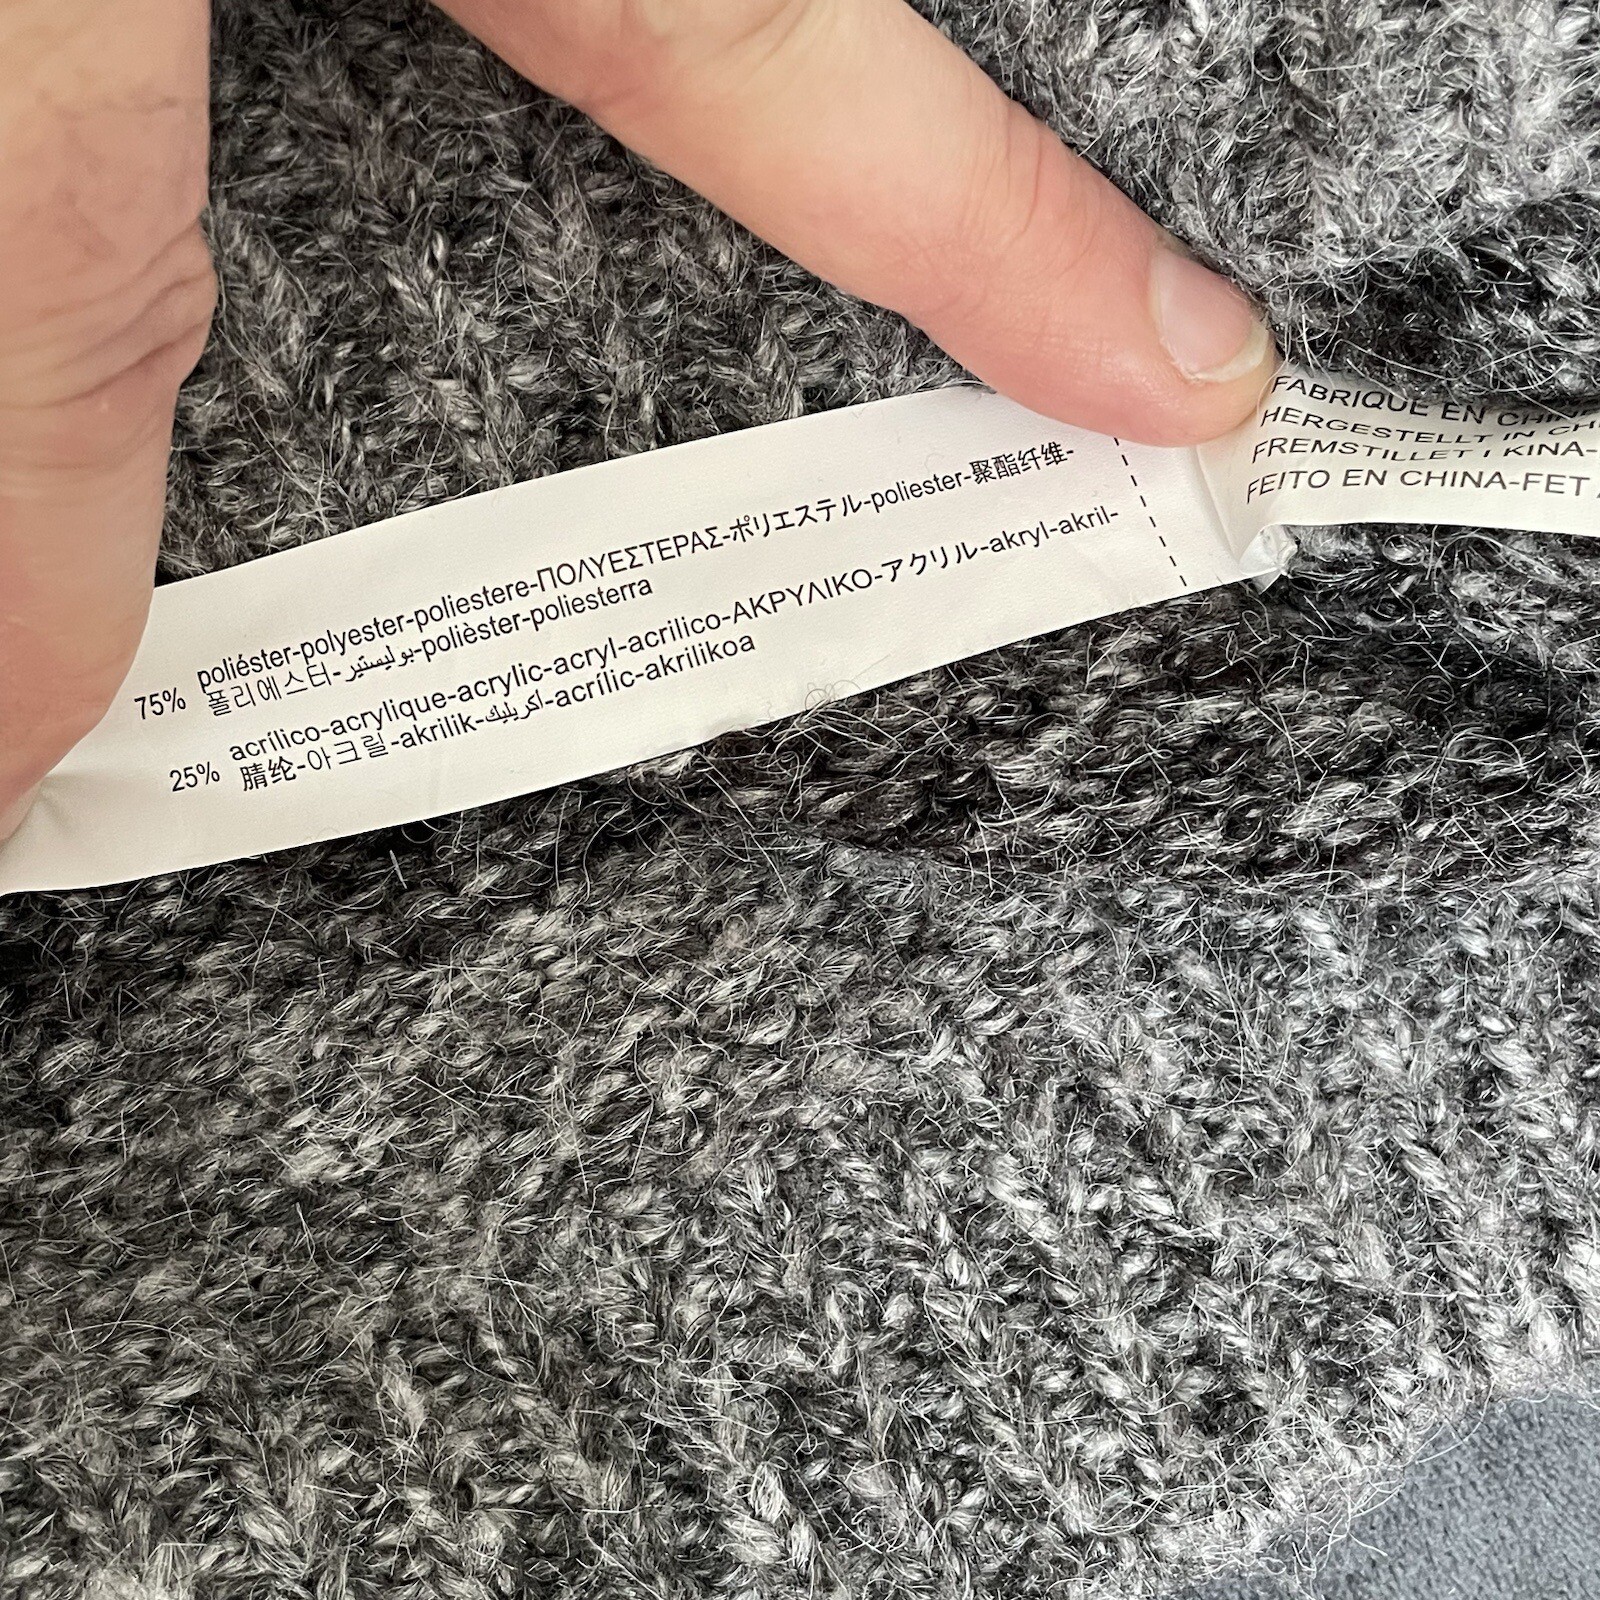 75% poliéster-polyester-poliestere-ΠΟΛΥΕΣΤΕΡΑΣ-ポリエステル-poliester-聚酯纤维-
폴리에스터-بوليستير-polièster-poliesterra
25% acrílico-acrylique-acrylic-acryl-acrilico-ΑΚΡΥΛΙΚΟ-アクリル-akryl-akril-
腈纶-아크릴-akrilik-اكريليك-acrílic-akrilikoa
FABRIQUE EN
HERGESTELLT IN
FREMSTILLET I KINA-
FEITO EN CHINA-FET